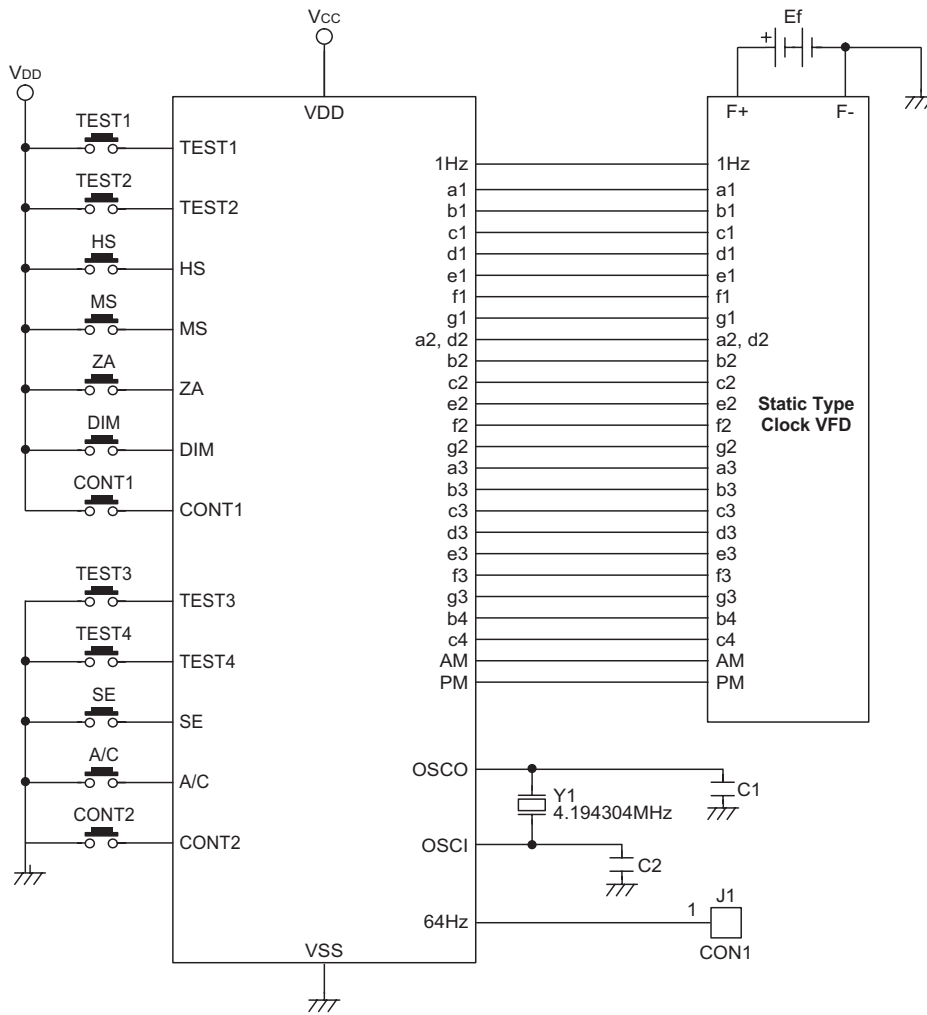 VCC
Ef
VDD
+
VDD
F+ F-
TEST1
TEST1
TEST2
TEST2
HS
HS
MS
MS
ZA
ZA
DIM
DIM
CONT1
CONT1
TEST3
TEST3
TEST4
TEST4
SE
SE
A/C
A/C
CONT2
CONT2
1Hz 1Hz
a1 a1
b1 b1
c1 c1
d1 d1
e1 e1
f1 f1
g1 g1
a2, d2 a2, d2
b2 b2
c2 c2
e2 e2
f2 f2
g2 g2
a3 a3
b3 b3
c3 c3
d3 d3
e3 e3
f3 f3
g3 g3
b4 b4
c4 c4
AM AM
PM PM
Static Type
Clock VFD
OSCO
C1
Y1
4.194304MHz
OSCI
C2
64Hz
1
J1
CON1
VSS